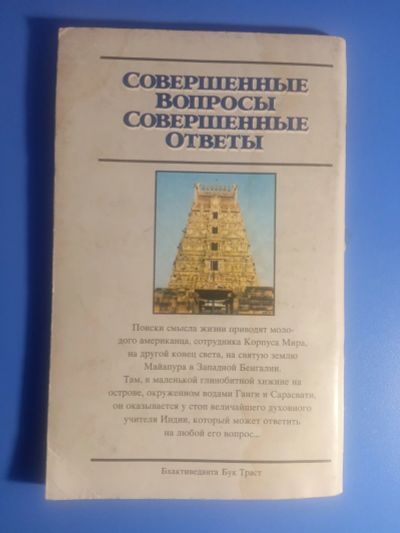 СОВЕРШЕННЫЕ
ВОПРОСЫ
СОВЕРШЕННЫЕ
ОТВЕТЫ
Поиски смысла жизни приводят моло-
дого американца, сотрудника Корпуса Мира,
на другой конец света, на святую землю
Майапура в Западной Бенгалии.
Там, в маленькой глинобитной хижине на
острове, окруженном водами Ганги и Сарасвати,
он оказывается у стоп величайшего духовного
учителя Индии, который может ответить
на любой его вопрос...
Бхактиведанта Бук Траст